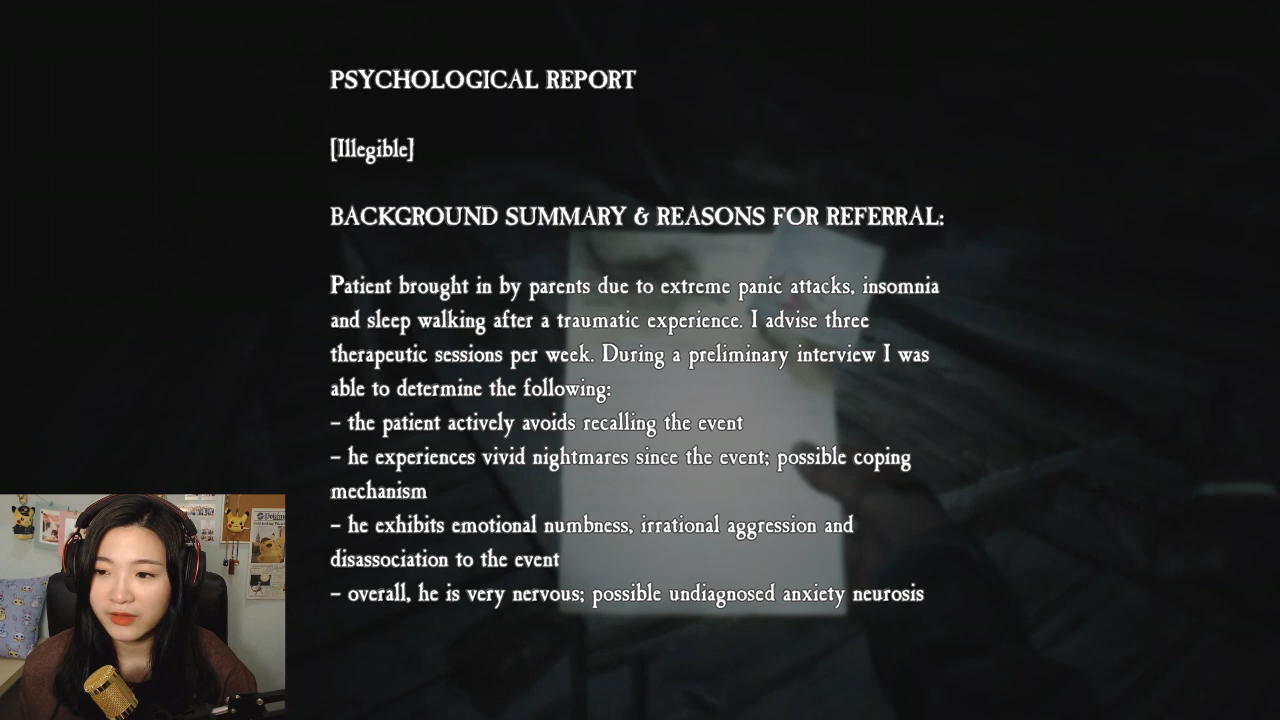 PSYCHOLOGICAL REPORT
[Illegible]
BACKGROUND SUMMARY & REASONS FOR REFERRAL:
Patient brought in by parents due to extreme panic attacks, insomnia
and sleep walking after a traumatic experience. I advise three
therapeutic sessions per week. During a preliminary interview I was
able to determine the following:
– the patient actively avoids recalling the event
– he experiences vivid nightmares since the event; possible coping
mechanism
– he exhibits emotional numbness, irrational aggression and
disassociation to the event
– overall, he is very nervous; possible undiagnosed anxiety neurosis